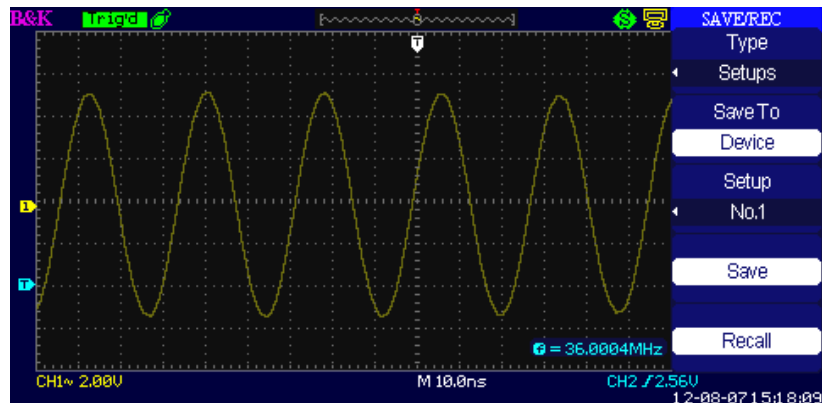 B&K Trig'd S SAVE/REC
T
Type
Setups
Save To
Device
Setup
1 No.1
T
Save
f = 36.0004MHz
Recall
CH1~ 2.00V M 10.0ns CH2 / 2.56V
12-08-07 15:18:09